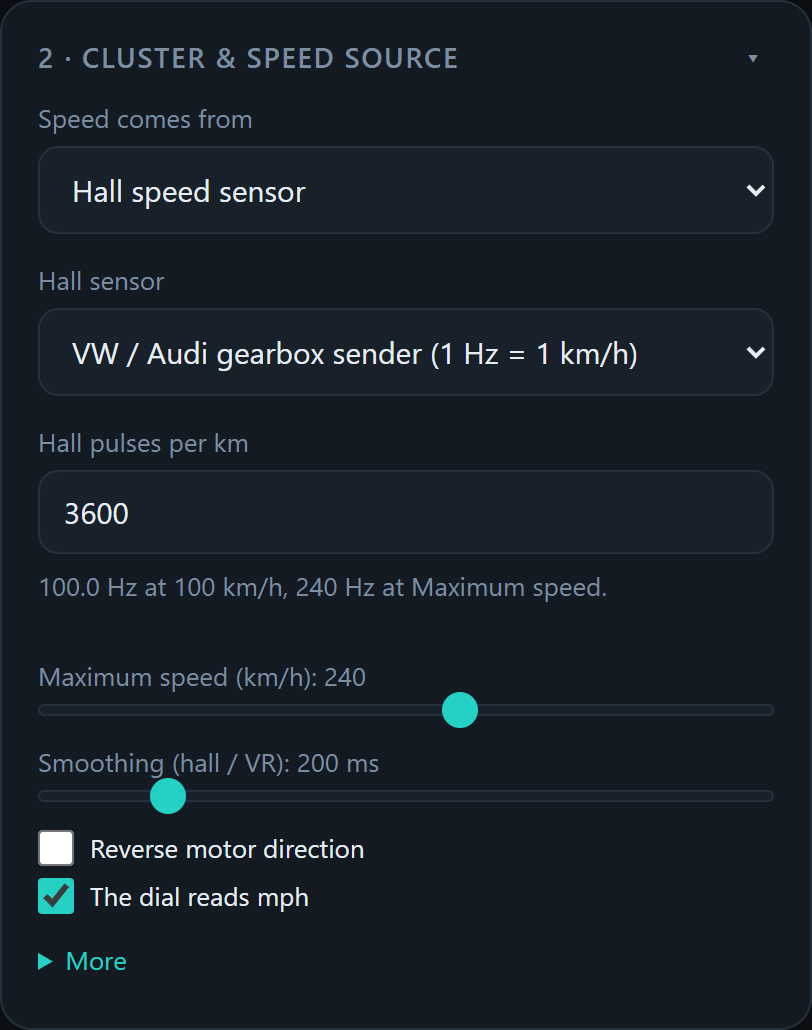 2 · CLUSTER & SPEED SOURCE
Speed comes from
Hall speed sensor
Hall sensor
VW / Audi gearbox sender (1 Hz = 1 km/h)
Hall pulses per km
3600
100.0 Hz at 100 km/h, 240 Hz at Maximum speed.
Maximum speed (km/h): 240
Smoothing (hall / VR): 200 ms
Reverse motor direction
The dial reads mph
More